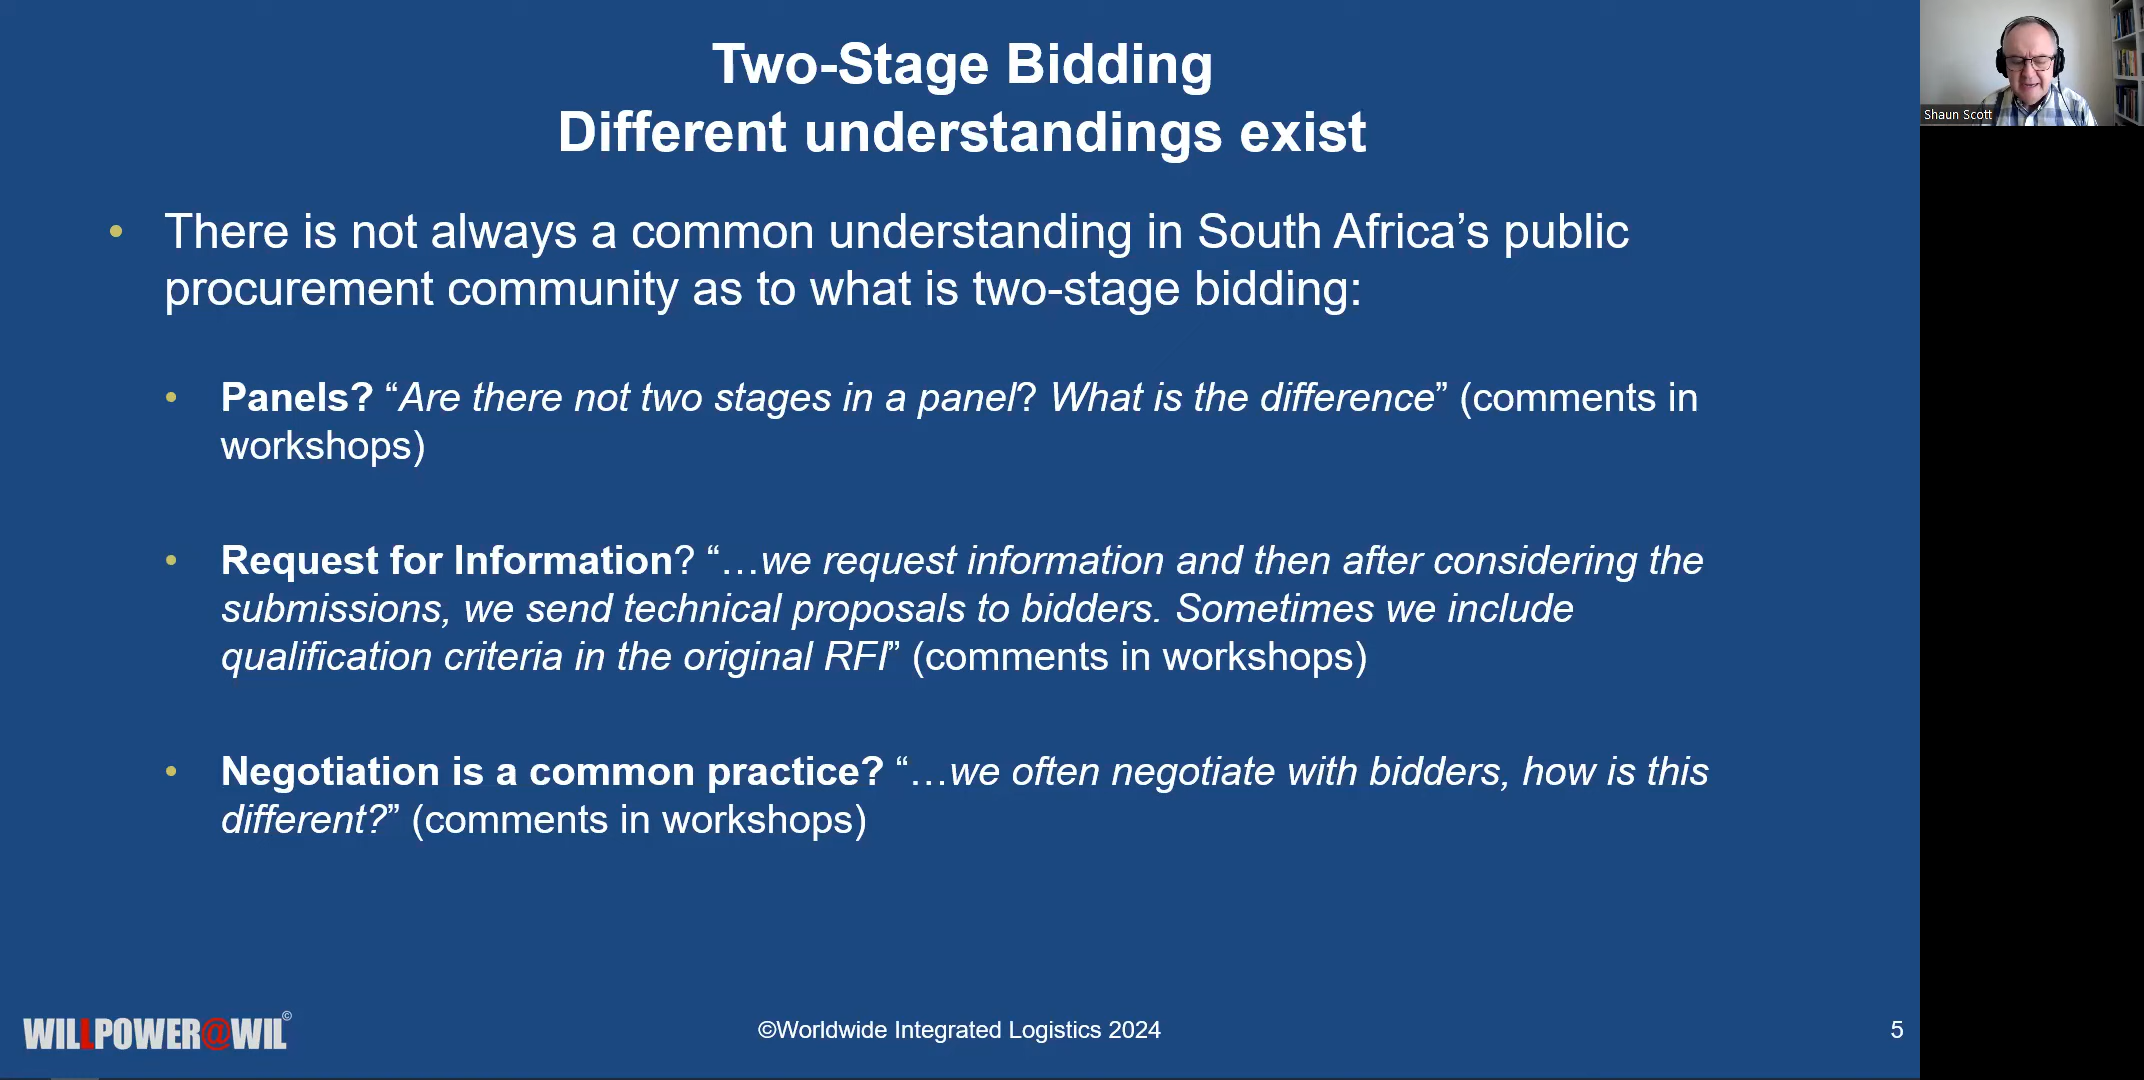 Two-Stage Bidding
Different understandings exist
Shaun Scott
• There is not always a common understanding in South Africa’s public
procurement community as to what is two-stage bidding:
• Panels? “Are there not two stages in a panel? What is the difference” (comments in
workshops)
• Request for Information? “…we request information and then after considering the
submissions, we send technical proposals to bidders. Sometimes we include
qualification criteria in the original RFI” (comments in workshops)
• Negotiation is a common practice? “…we often negotiate with bidders, how is this
different?” (comments in workshops)
WILLPOWER@WIL©
©Worldwide Integrated Logistics 2024
5